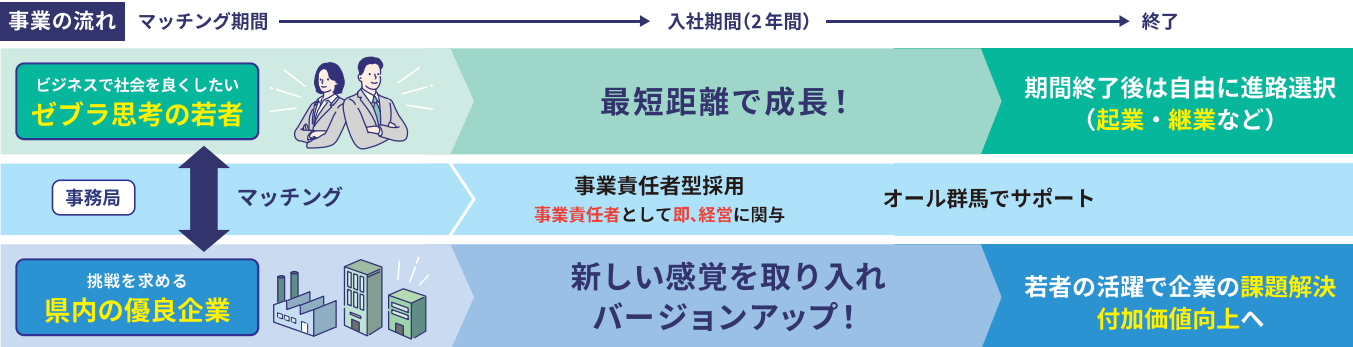 事業の流れ
マッチング期間
入社期間(2年間)
終了
ビジネスで社会を良くしたい
ゼブラ思考の若者
最短距離で成長!
期間終了後は自由に進路選択
(起業・継業など)
事務局
マッチング
事業責任者型採用
事業責任者として即、経営に関与
オール群馬でサポート
挑戦を求める
県内の優良企業
新しい感覚を取り入れ
バージョンアップ!
若者の活躍で企業の課題解決
付加価値向上へ